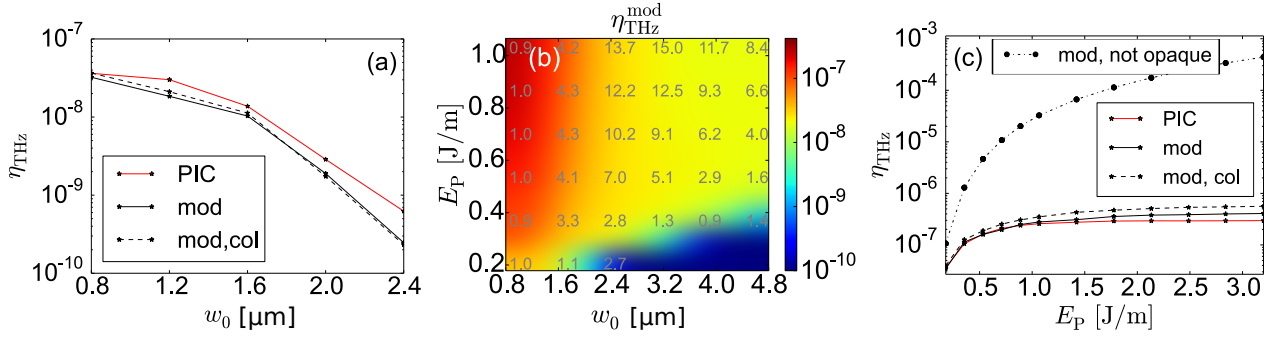 (a)
η_THz
10^-7
10^-8
10^-9
10^-10
PIC
mod
mod,col
0.8 1.2 1.6 2.0 2.4
w_0 [μm]
η_THz^mod
(b)
E_P [J/m]
1.0
0.8
0.6
0.4
0.2
0.9 4.2 13.7 15.0 11.7 8.4
1.0 4.3 12.2 12.5 9.3 6.6
1.0 4.3 10.2 9.1 6.2 4.0
1.0 4.1 7.0 5.1 2.9 1.6
0.9 3.3 2.8 1.3 0.9 1.4
1.0 1.1 2.7
0.8 1.6 2.4 3.2 4.0 4.8
w_0 [μm]
10^-7
10^-8
10^-9
10^-10
(c)
η_THz
10^-3
10^-4
10^-5
10^-6
10^-7
mod, not opaque
PIC
mod
mod, col
0.5 1.0 1.5 2.0 2.5 3.0
E_P [J/m]